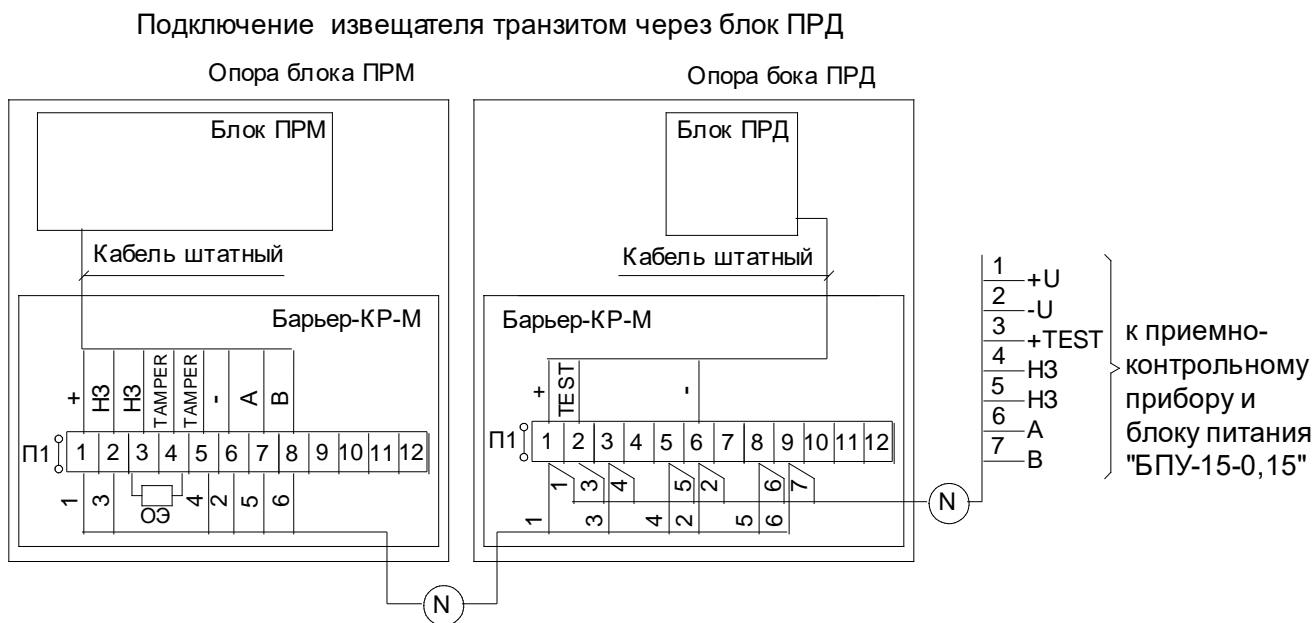 Подключение извещателя транзитом через блок ПРД
Опора блока ПРМ
Опора бока ПРД
Блок ПРМ
Блок ПРД
Кабель штатный
Кабель штатный
Барьер-КР-М
Барьер-КР-М
+ НЗ НЗ TAMPER TAMPER - А В
+ TEST -
П1 1 2 3 4 5 6 7 8 9 10 11 12
П1 1 2 3 4 5 6 7 8 9 10 11 12
1 3 4 2 5 6
ОЭ
1 3 4 5 2 6 7
1 3 4 2 5 6
N
N
1 +U
2 -U
3 +TEST
4 НЗ
5 НЗ
6 А
7 В
к приемно-
контрольному
прибору и
блоку питания
"БПУ-15-0,15"